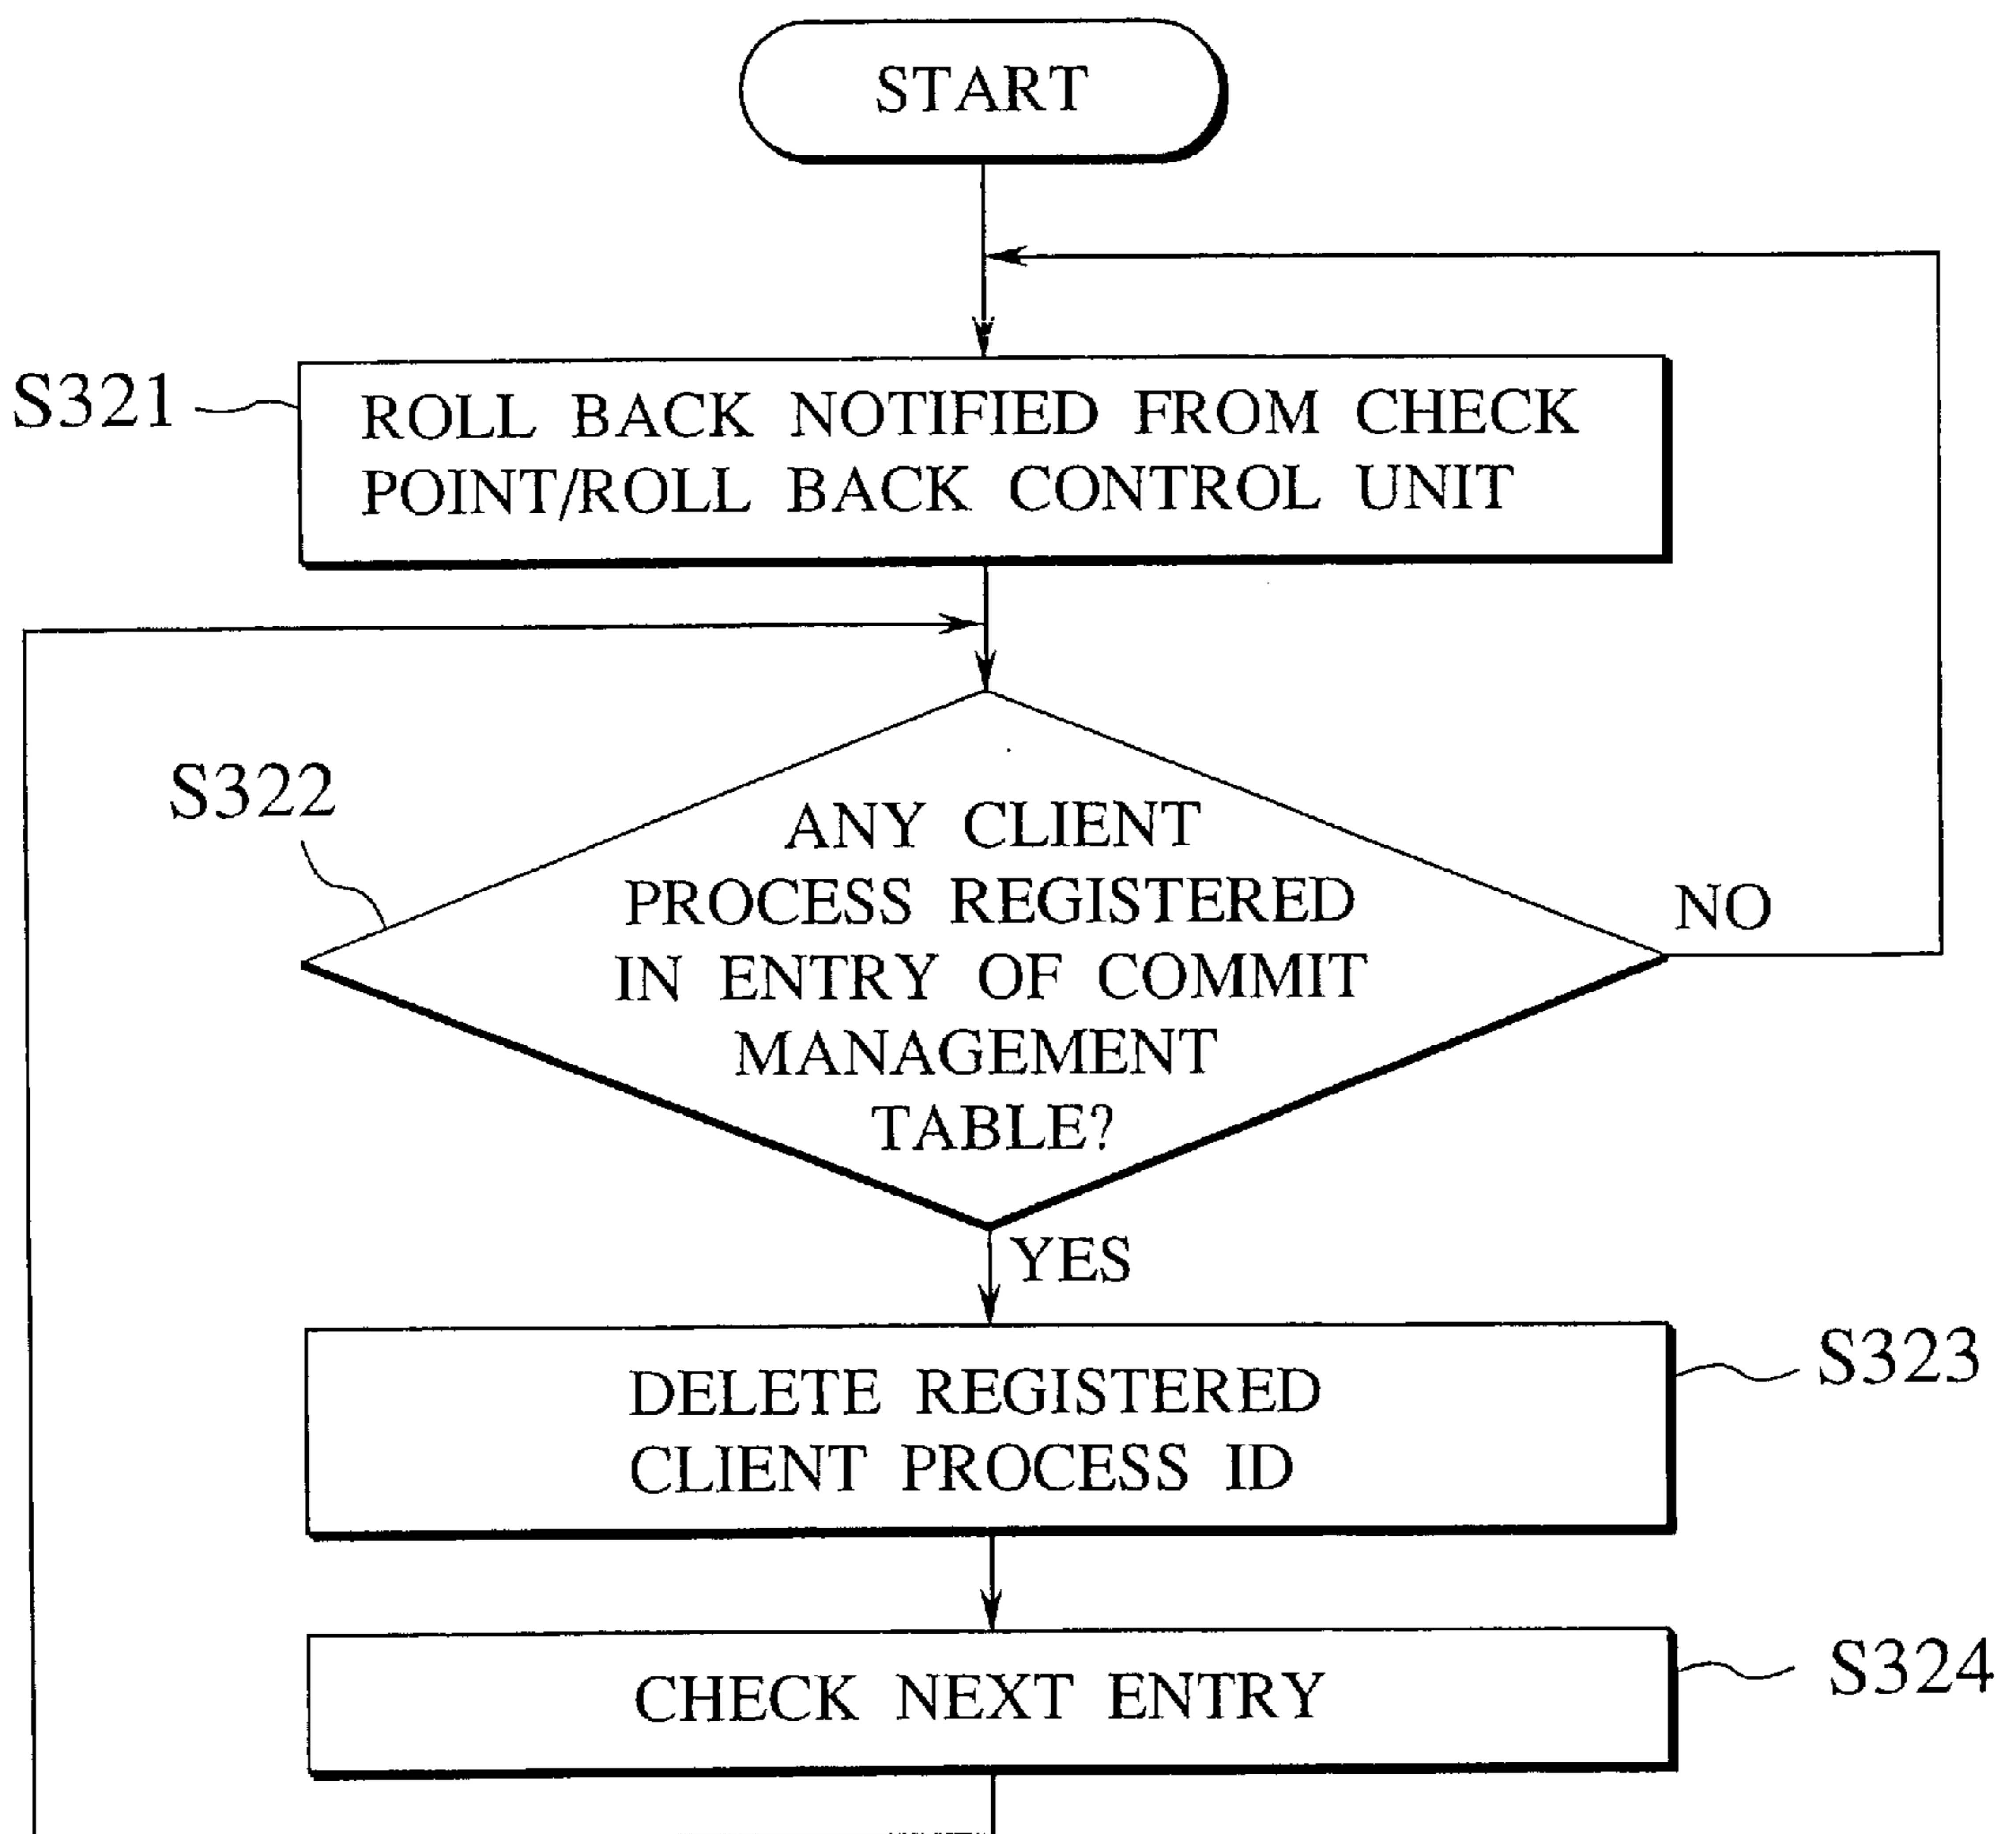 START
S321
ROLL BACK NOTIFIED FROM CHECK
POINT/ROLL BACK CONTROL UNIT
S322
ANY CLIENT
PROCESS REGISTERED
IN ENTRY OF COMMIT
MANAGEMENT
TABLE?
NO
YES
S323
DELETE REGISTERED
CLIENT PROCESS ID
S324
CHECK NEXT ENTRY